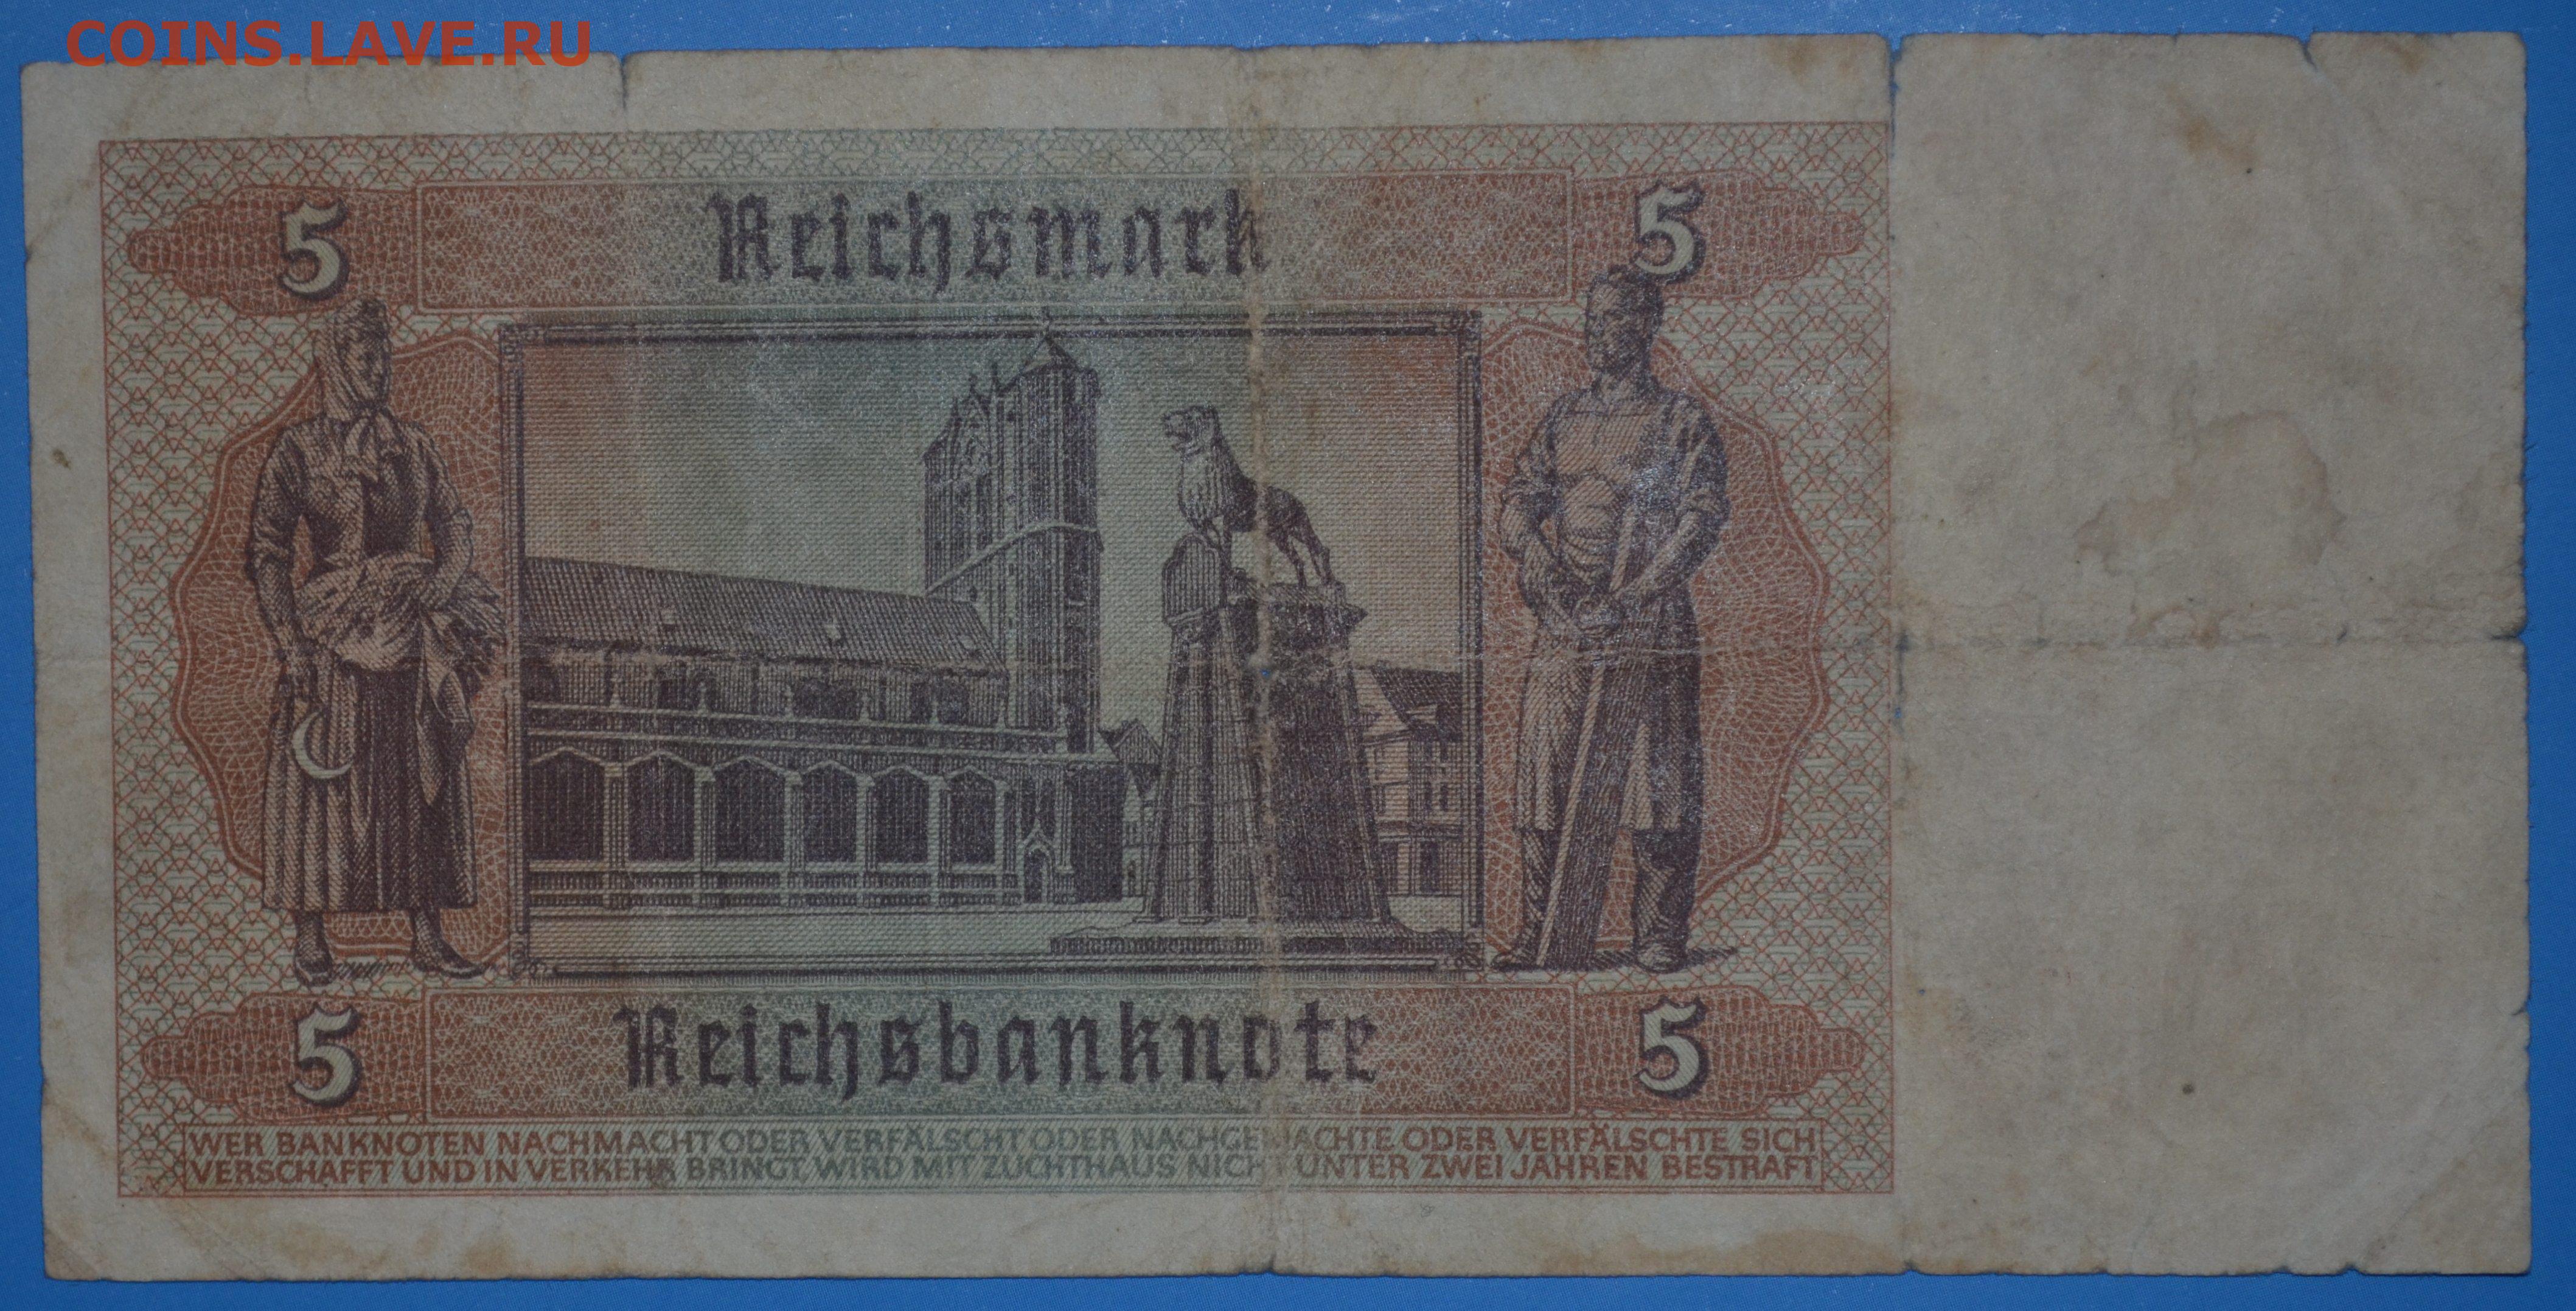 COINS.LAVE.RU
5 Reichsmark 5
5 Reichsbanknote 5
WER BANKNOTEN NACHMACHT ODER VERFÄLSCHT ODER NACHGEMACHTE ODER VERFÄLSCHTE SICH
VERSCHAFFT UND IN VERKEHR BRINGT, WIRD MIT ZUCHTHAUS NICHT UNTER ZWEI JAHREN BESTRAFT